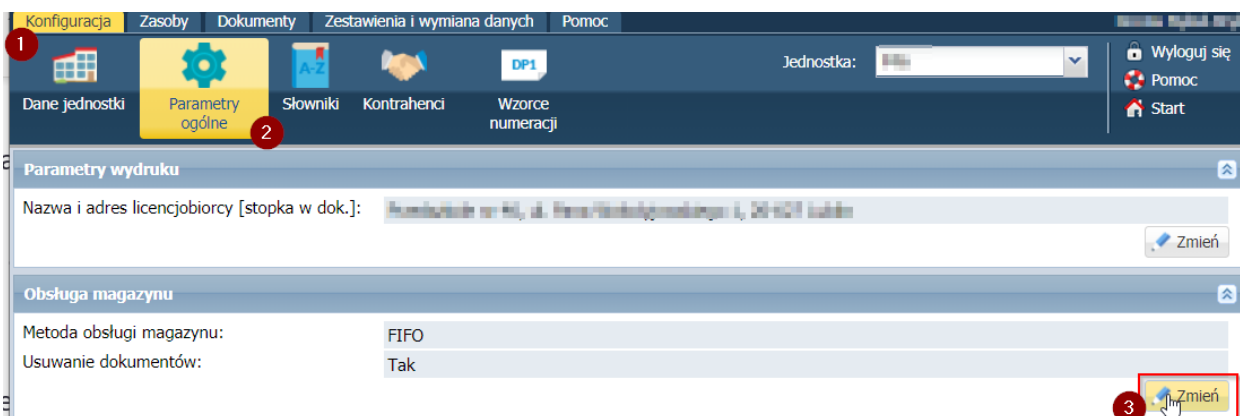 Konfiguracja Zasoby Dokumenty Zestawienia i wymiana danych Pomoc
1
A-Z
DP1
Jednostka:
Wyloguj się
Pomoc
Start
Dane jednostki Parametry ogólne Słowniki Kontrahenci Wzorce numeracji
2
Parametry wydruku
Nazwa i adres licencjobiorcy [stopka w dok.]:
Zmień
Obsługa magazynu
Metoda obsługi magazynu: FIFO
Usuwanie dokumentów: Tak
3 Zmień